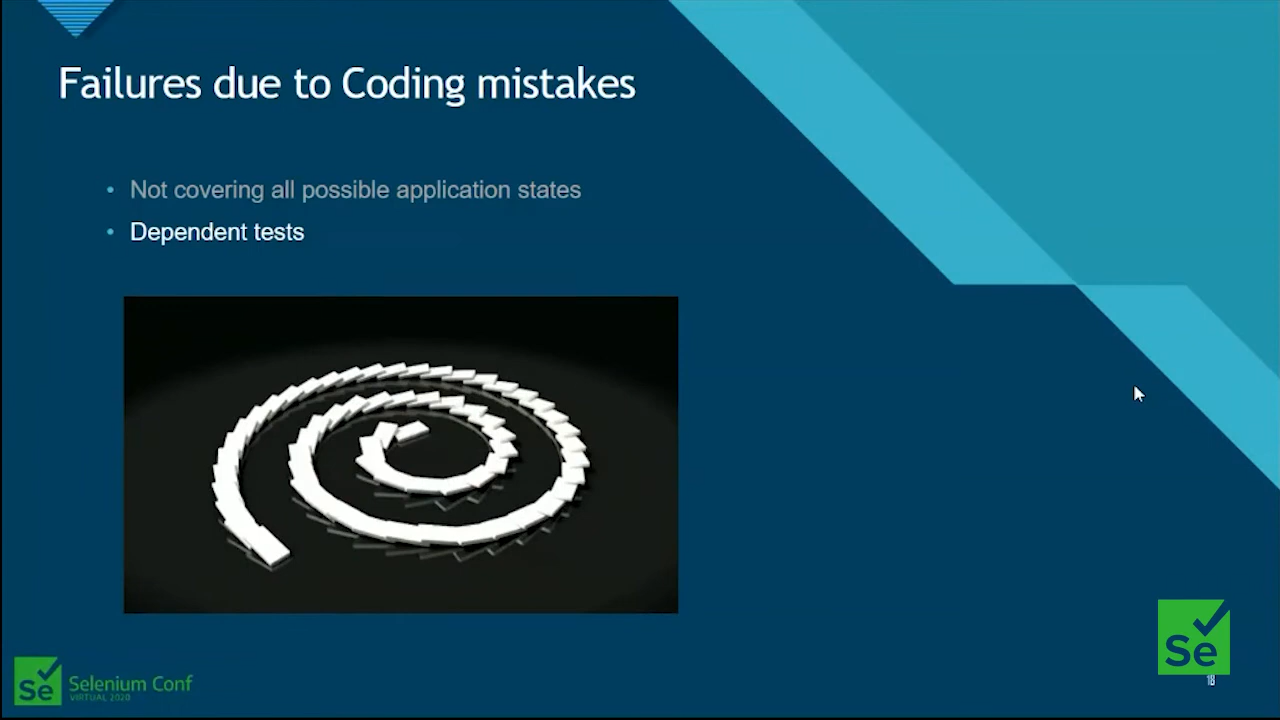 Failures due to Coding mistakes
• Not covering all possible application states
• Dependent tests
Se
18
Se
Selenium Conf
VIRTUAL 2020